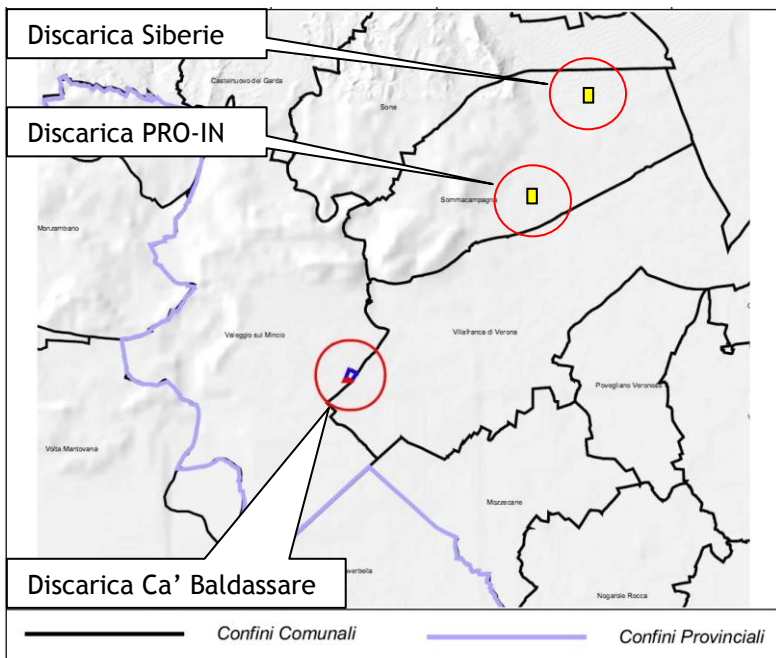 Discarica Siberie
Castelnuovo del Garda
Sona
Discarica PRO-IN
Sommacampagna
Monzambano
Valeggio sul Mincio
Villafranca di Verona
Povegliano Veronese
Volta Mantovana
Mozzecane
Discarica Ca’ Baldassare
Nogarole Rocca
Confini Comunali
Confini Provinciali